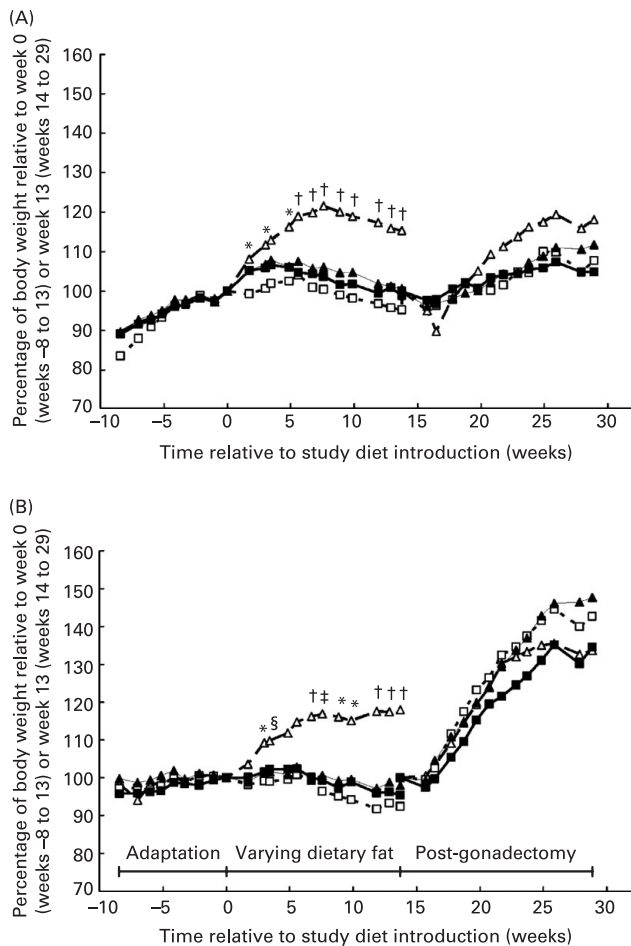 (A)
Percentage of body weight relative to week 0
(weeks –8 to 13) or week 13 (weeks 14 to 29)
160
150
140
130
120
110
100
90
80
70
* * * † † † † † † † †
–10 –5 0 5 10 15 20 25 30
Time relative to study diet introduction (weeks)
(B)
Percentage of body weight relative to week 0
(weeks –8 to 13) or week 13 (weeks 14 to 29)
160
150
140
130
120
110
100
90
80
70
* § † ‡ * * † † †
Adaptation Varying dietary fat Post-gonadectomy
–10 –5 0 5 10 15 20 25 30
Time relative to study diet introduction (weeks)